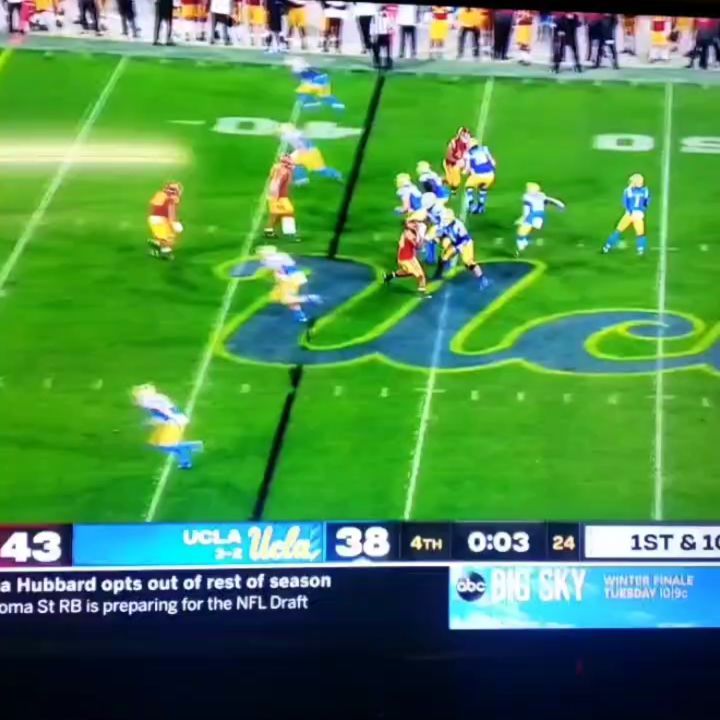 Ucla
43
UCLA
3-2
Ucla
38
4TH
0:03
24
1ST & 10
a Hubbard opts out of rest of season
oma St RB is preparing for the NFL Draft
abc
BIG SKY
WINTER FINALE
TUESDAY 10/9c